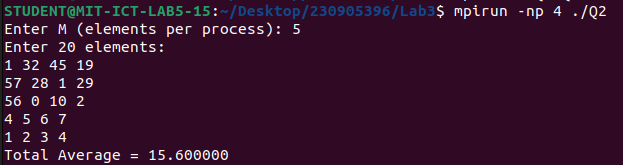 STUDENT@MIT-ICT-LAB5-15:~/Desktop/230905396/Lab3$ mpirun -np 4 ./Q2
Enter M (elements per process): 5
Enter 20 elements:
1 32 45 19
57 28 1 29
56 0 10 2
4 5 6 7
1 2 3 4
Total Average = 15.600000